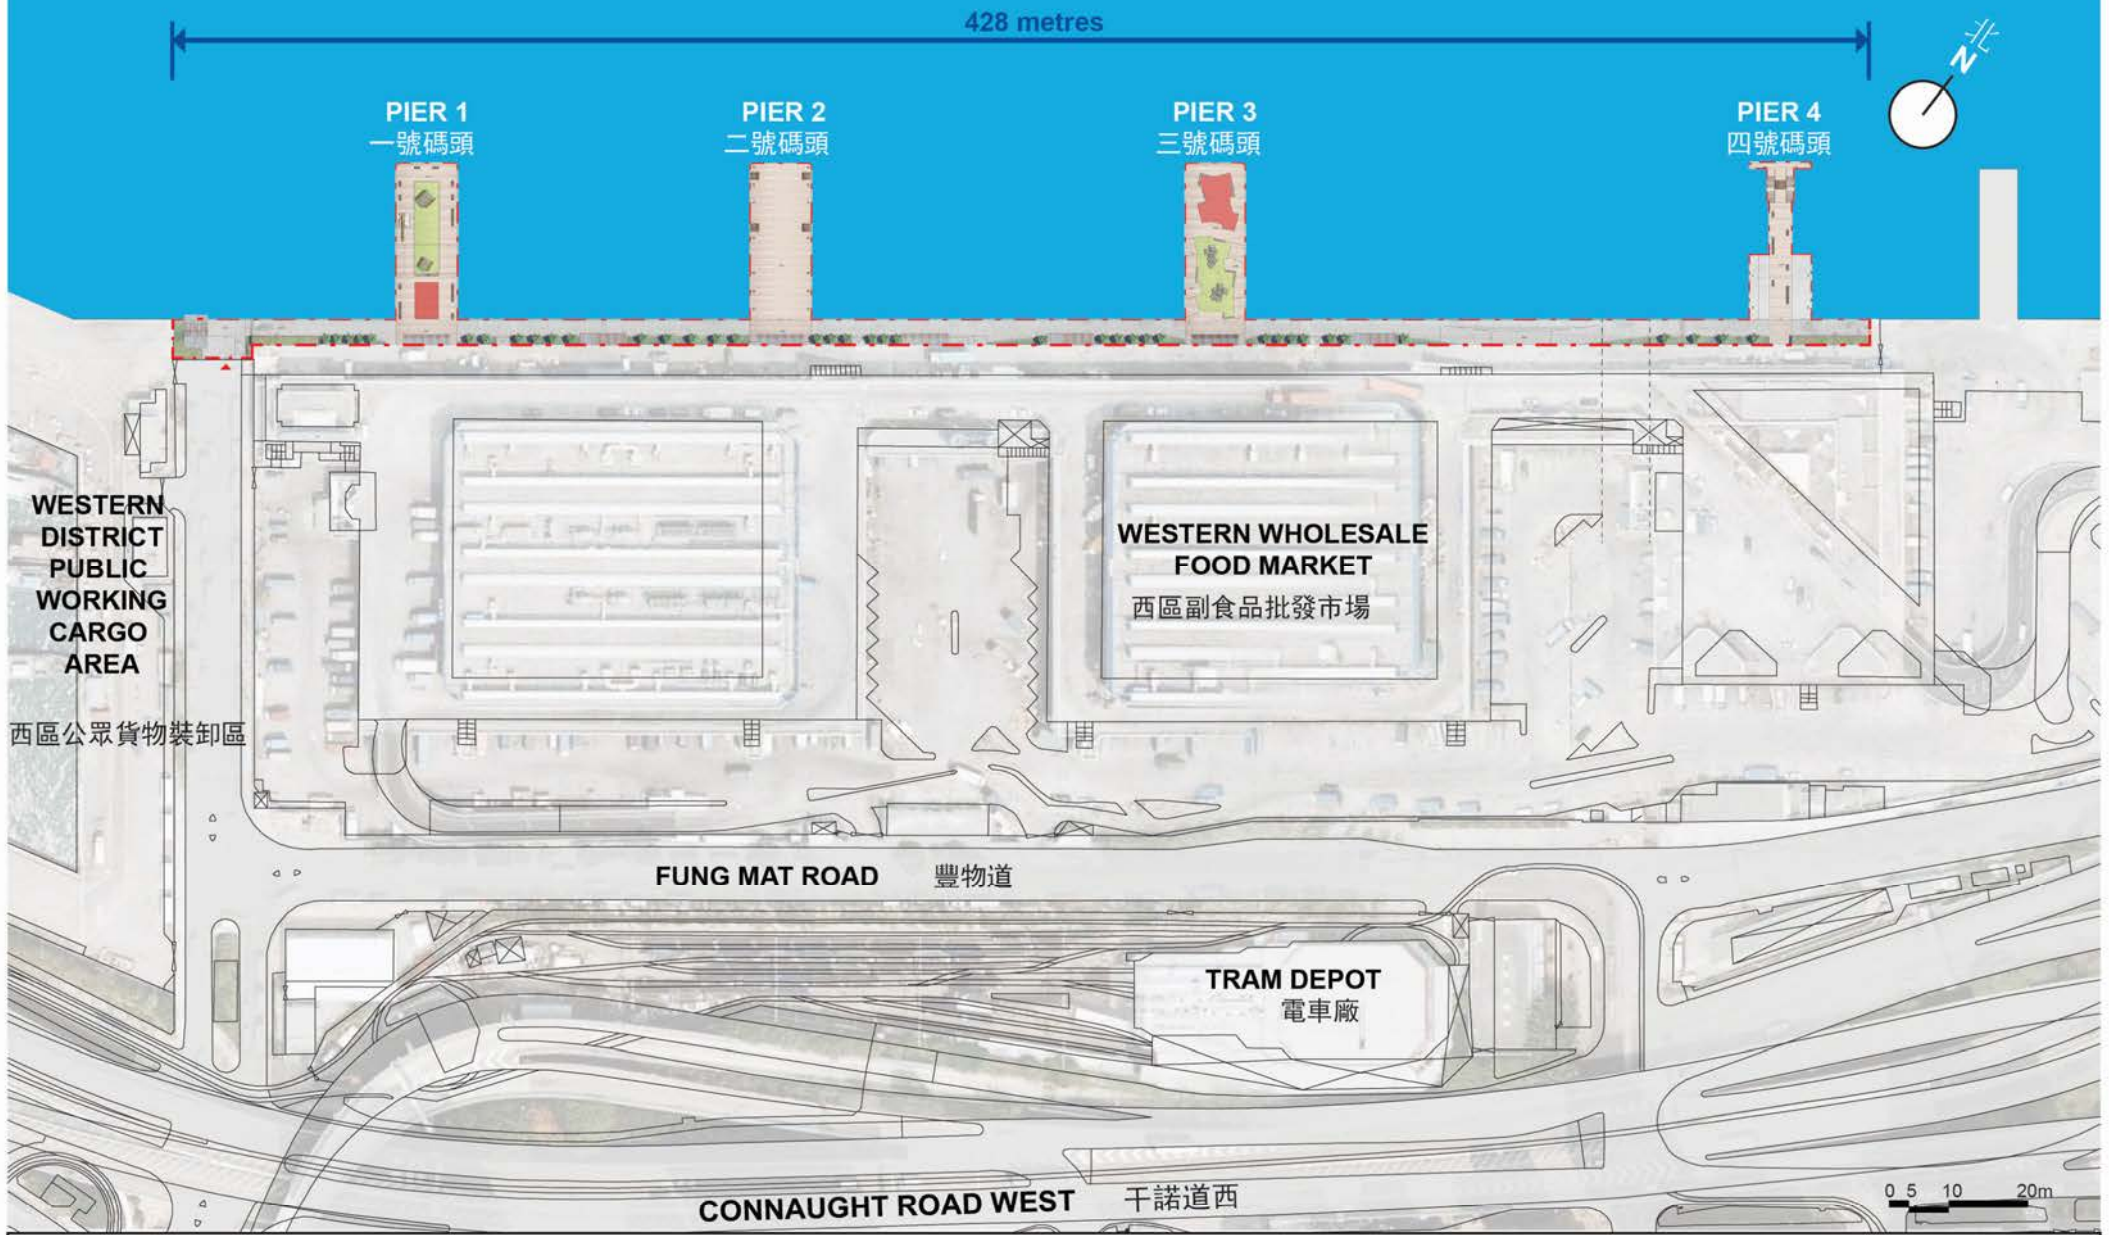 428 metres
北
N
PIER 1
一號碼頭
PIER 2
二號碼頭
PIER 3
三號碼頭
PIER 4
四號碼頭
WESTERN
DISTRICT
PUBLIC
WORKING
CARGO
AREA
西區公眾貨物裝卸區
WESTERN WHOLESALE
FOOD MARKET
西區副食品批發市場
FUNG MAT ROAD 豐物道
TRAM DEPOT
電車廠
CONNAUGHT ROAD WEST 干諾道西
0 5 10 20m